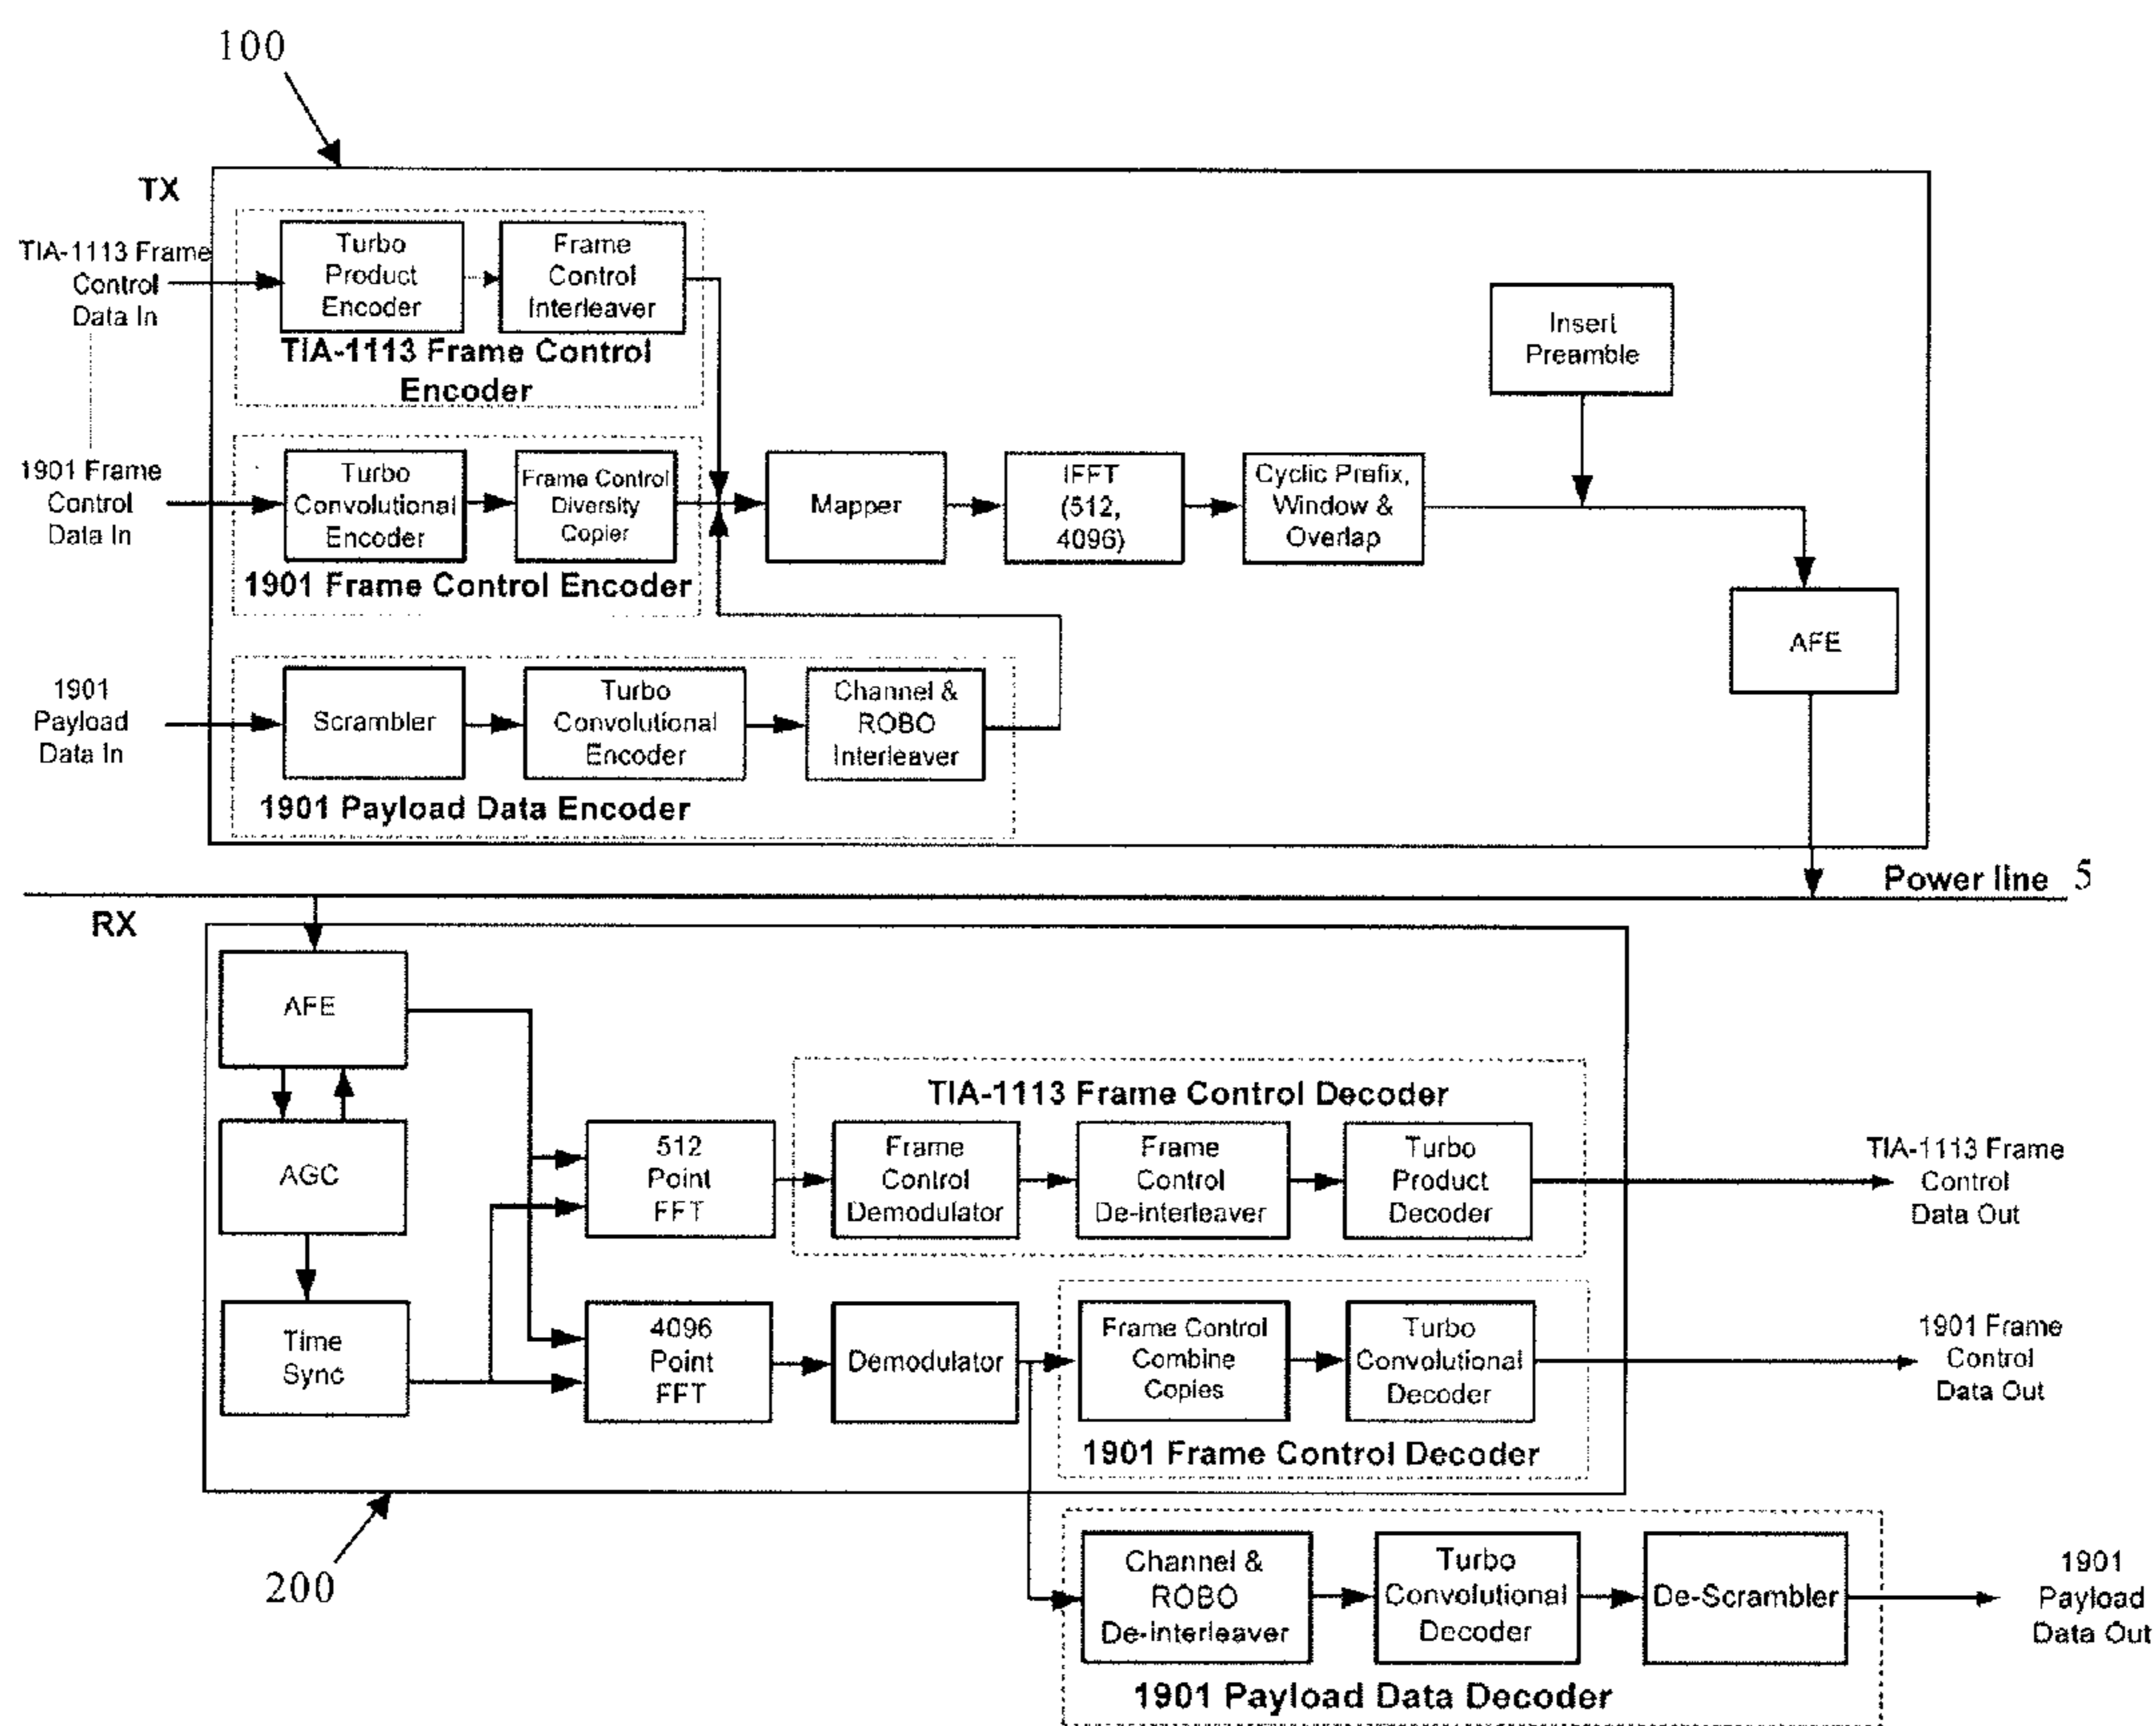 100
TX
TIA-1113 Frame
Control
Data In
Turbo
Product
Encoder
Frame
Control
Interleaver
TIA-1113 Frame Control
Encoder
Insert
Preamble
1901 Frame
Control
Data In
Turbo
Convolutional
Encoder
Frame Control
Diversity
Copier
1901 Frame Control Encoder
Mapper
IFFT
(512,
4096)
Cyclic Prefix,
Window &
Overlap
AFE
1901
Payload
Data In
Scrambler
Turbo
Convolutional
Encoder
Channel &
ROBO
Interleaver
1901 Payload Data Encoder
Power line 5
RX
AFE
AGC
Time
Sync
512
Point
FFT
TIA-1113 Frame Control Decoder
Frame
Control
Demodulator
Frame
Control
De-interleaver
Turbo
Product
Decoder
TIA-1113 Frame
Control
Data Out
4096
Point
FFT
Demodulator
Frame Control
Combine
Copies
Turbo
Convolutional
Decoder
1901 Frame Control Decoder
1901 Frame
Control
Data Out
200
Channel &
ROBO
De-interleaver
Turbo
Convolutional
Decoder
De-Scrambler
1901 Payload Data Decoder
1901
Payload
Data Out